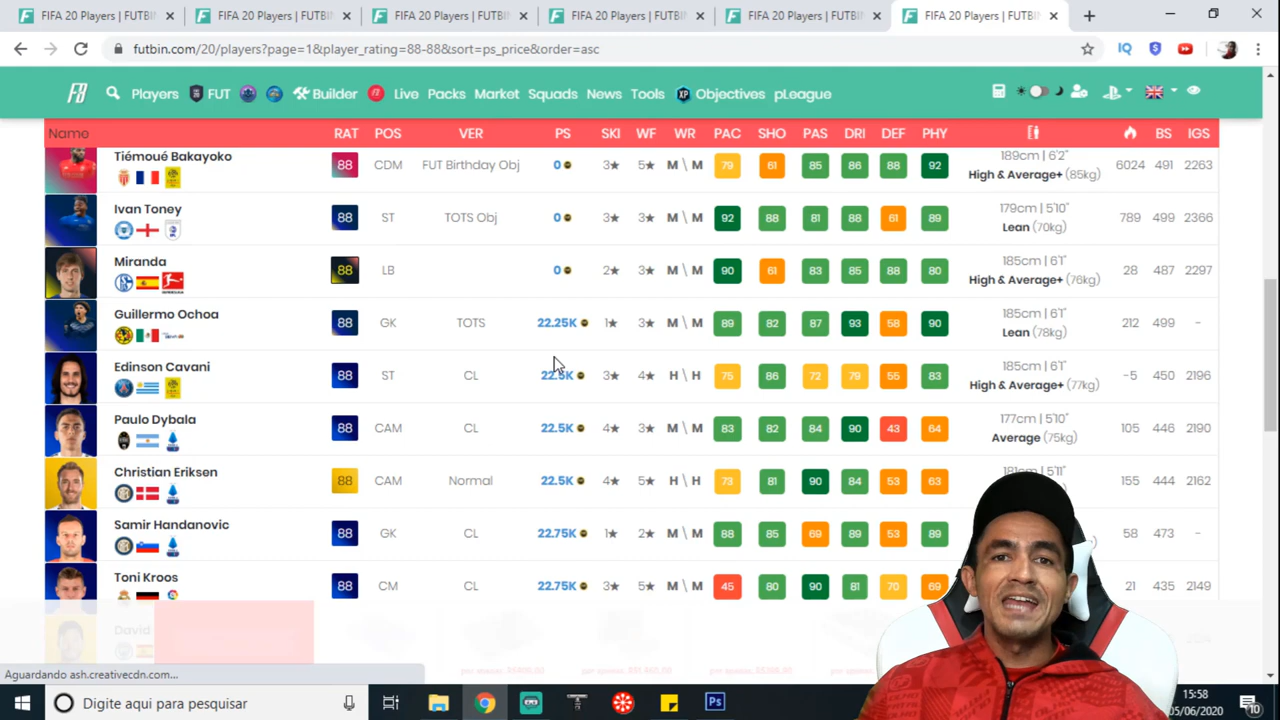 FIFA 20 Players | FUTBIN FIFA 20 Players | FUTBIN FIFA 20 Players | FUTBIN FIFA 20 Players | FUTBIN FIFA 20 Players | FUTBIN FIFA 20 Players | FUTBIN
futbin.com/20/players?page=1&player_rating=88-88&sort=ps_price&order=asc IQ
F8 Players FUT Builder Live Packs Market Squads News Tools XP Objectives pLeague
Name RAT POS VER PS SKI WF WR PAC SHO PAS DRI DEF PHY BS IGS
Tiémoué Bakayoko 88 CDM FUT Birthday Obj 0 3★ 5★ M \ M 79 61 85 86 88 92 189cm | 6'2" 6024 491 2263
High & Average+ (85kg)
Ivan Toney 88 ST TOTS Obj 0 3★ 3★ M \ M 92 88 81 88 61 89 179cm | 5'10" 789 499 2366
Lean (70kg)
Miranda 88 LB 0 2★ 3★ M \ M 90 61 83 85 88 80 185cm | 6'1" 28 487 2297
High & Average+ (76kg)
Guillermo Ochoa 88 GK TOTS 22.25K 1★ 3★ M \ M 89 82 87 93 58 90 185cm | 6'1" 212 499 -
Lean (78kg)
Edinson Cavani 88 ST CL 22.5K 3★ 4★ H \ H 75 86 72 79 55 83 185cm | 6'1" -5 450 2196
High & Average+ (77kg)
Paulo Dybala 88 CAM CL 22.5K 4★ 3★ M \ M 83 82 84 90 43 64 177cm | 5'10" 105 446 2190
Average (75kg)
Christian Eriksen 88 CAM Normal 22.5K 4★ 5★ H \ H 73 81 90 84 53 63 181cm | 5'11" 155 444 2162
Samir Handanovic 88 GK CL 22.75K 1★ 2★ M \ M 88 85 69 89 53 89 58 473 -
Toni Kroos 88 CM CL 22.75K 3★ 5★ M \ M 45 80 90 81 70 69 21 435 2149
David
Aguardando ash.creativecdn.com...
Digite aqui para pesquisar Ps 15:58
05/06/2020 10